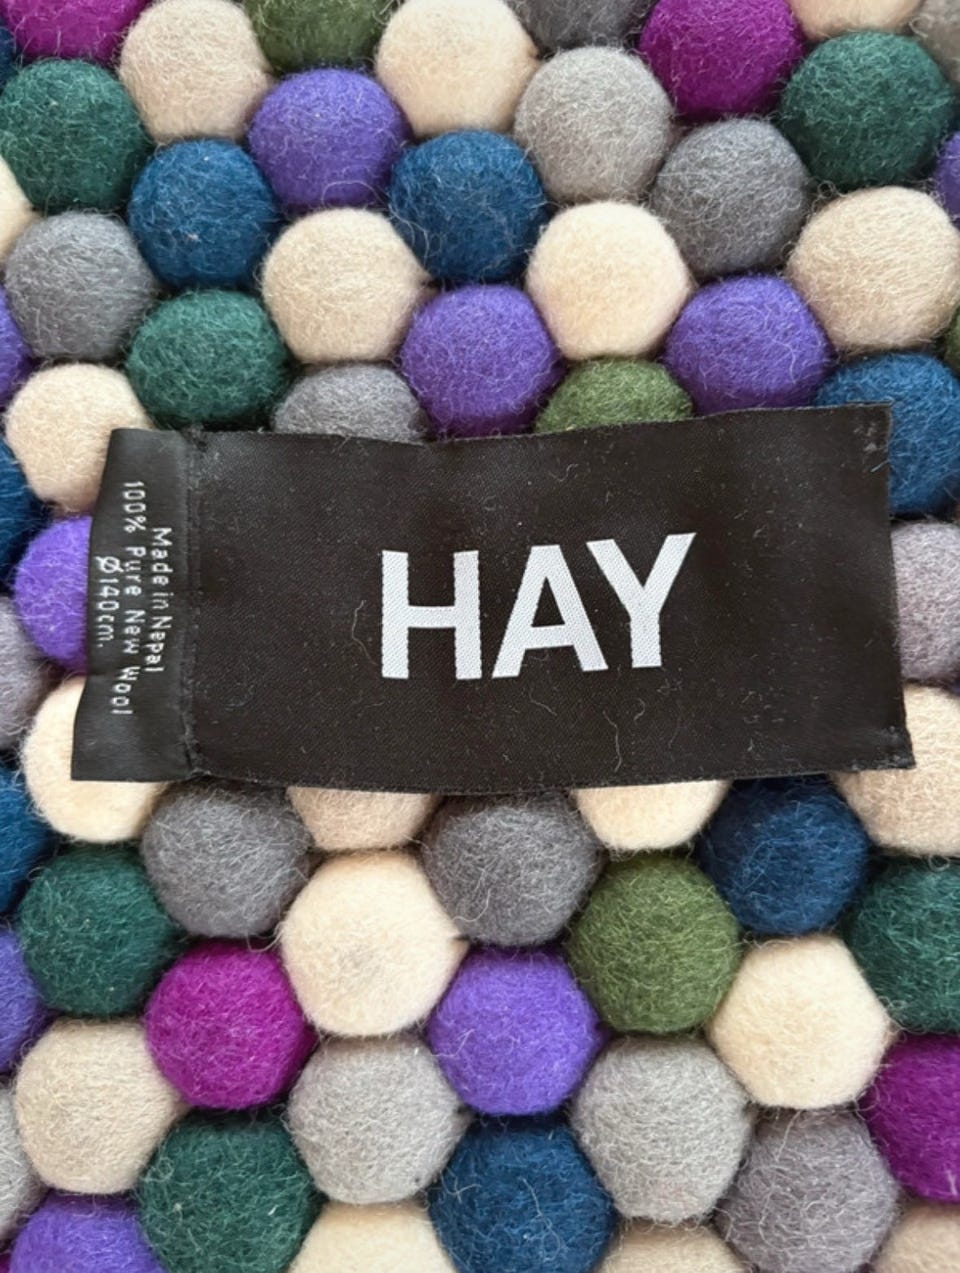 HAY
Made in Nepal
100% Pure New Wool
Ø140cm.